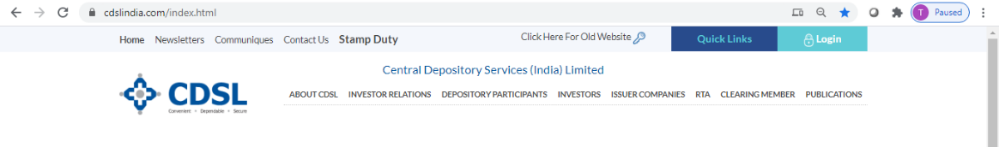 cdslindia.com/index.html T Paused
Home Newsletters Communiques Contact Us Stamp Duty Click Here For Old Website Quick Links Login
Central Depository Services (India) Limited
CDSL
Convenient • Dependable • Secure
ABOUT CDSL INVESTOR RELATIONS DEPOSITORY PARTICIPANTS INVESTORS ISSUER COMPANIES RTA CLEARING MEMBER PUBLICATIONS